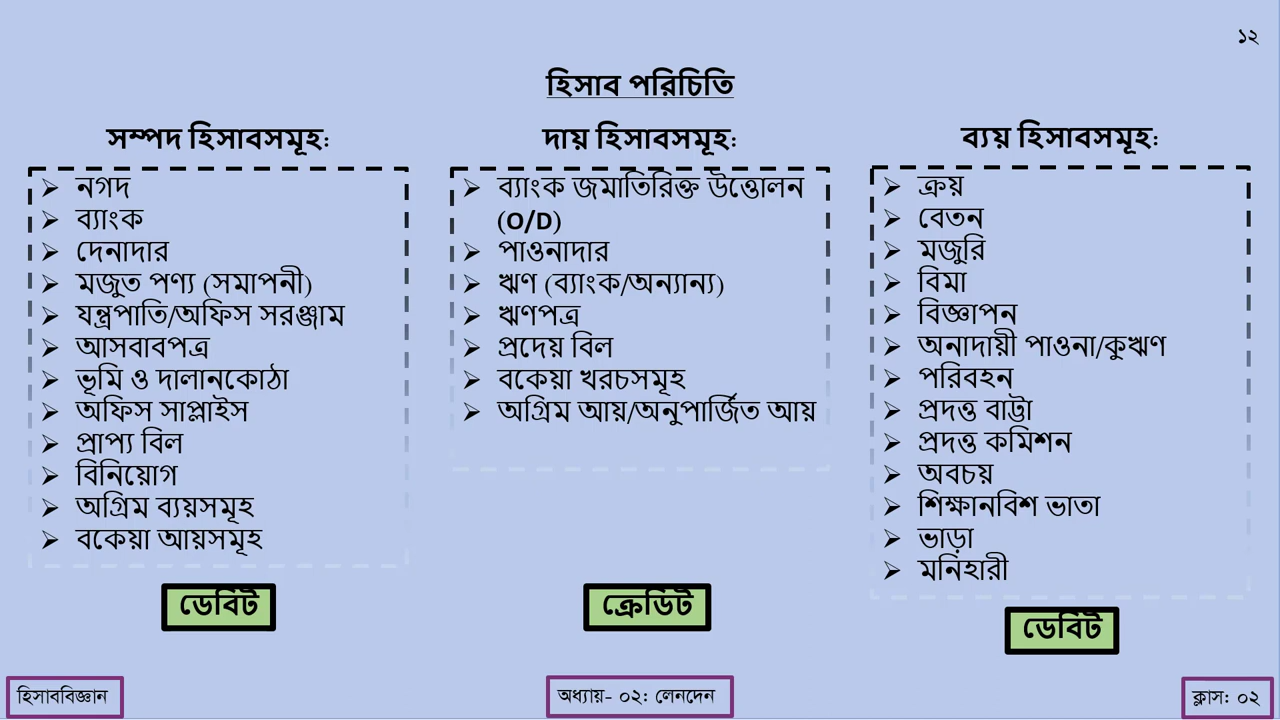 ১২
হিসাব পরিচিতি
সম্পদ হিসাবসমূহ:
➢ নগদ
➢ ব্যাংক
➢ দেনাদার
➢ মজুত পণ্য (সমাপনী)
➢ যন্ত্রপাতি/অফিস সরঞ্জাম
➢ আসবাবপত্র
➢ ভূমি ও দালানকোঠা
➢ অফিস সাপ্লাইস
➢ প্রাপ্য বিল
➢ বিনিয়োগ
➢ অগ্রিম ব্যয়সমূহ
➢ বকেয়া আয়সমূহ
ডেবিট
দায় হিসাবসমূহ:
➢ ব্যাংক জমাতিরিক্ত উত্তোলন
(O/D)
➢ পাওনাদার
➢ ঋণ (ব্যাংক/অন্যান্য)
➢ ঋণপত্র
➢ প্রদেয় বিল
➢ বকেয়া খরচসমূহ
➢ অগ্রিম আয়/অনুপার্জিত আয়
ক্রেডিট
ব্যয় হিসাবসমূহ:
➢ ক্রয়
➢ বেতন
➢ মজুরি
➢ বিমা
➢ বিজ্ঞাপন
➢ অনাদায়ী পাওনা/কুঋণ
➢ পরিবহন
➢ প্রদত্ত বাট্টা
➢ প্রদত্ত কমিশন
➢ অবচয়
➢ শিক্ষানবিশ ভাতা
➢ ভাড়া
➢ মনিহারী
ডেবিট
হিসাববিজ্ঞান
অধ্যায়- ০২: লেনদেন
ক্লাস: ০২